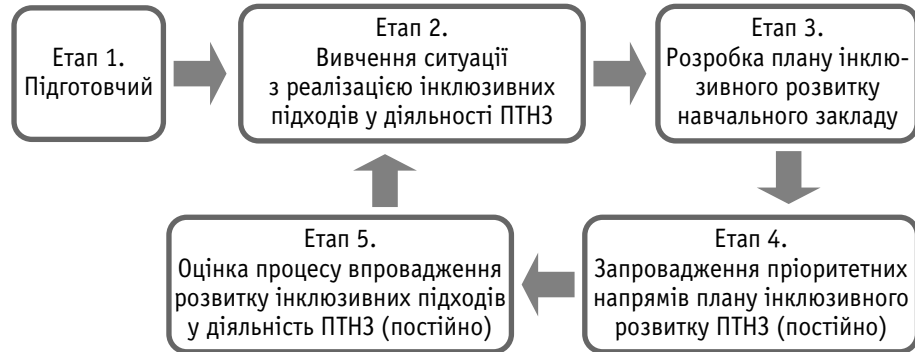 Етап 1.
Підготовчий
Етап 2.
Вивчення ситуації
з реалізацією інклюзивних
підходів у діяльності ПТНЗ
Етап 3.
Розробка плану інклю-
зивного розвитку
навчального закладу
Етап 4.
Запровадження пріоритетних
напрямів плану інклюзивного
розвитку ПТНЗ (постійно)
Етап 5.
Оцінка процесу впровадження
розвитку інклюзивних підходів
у діяльність ПТНЗ (постійно)